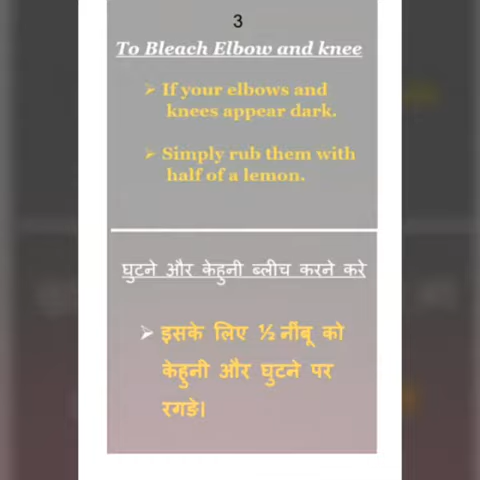 3
To Bleach Elbow and knee
➢ If your elbows and
knees appear dark.
➢ Simply rub them with
half of a lemon.
घुटने और केहुनी ब्लीच करने करे
➢ इसके लिए ½ नींबू को
केहुनी और घुटने पर
रगडे।